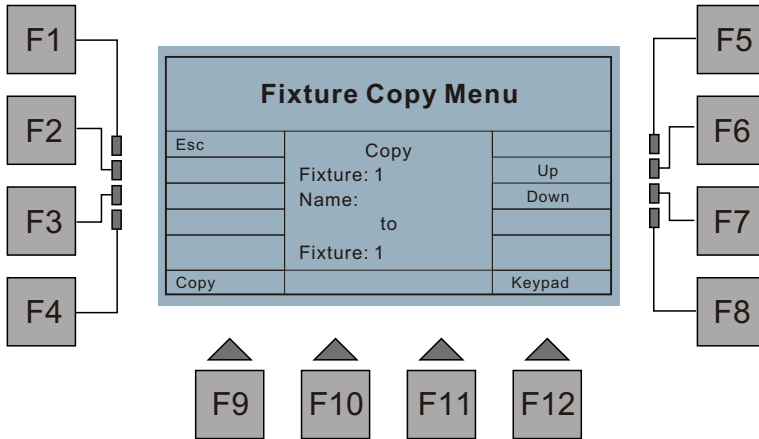 F1
F2
F3
F4
Fixture Copy Menu
Esc
Copy
Fixture: 1
Name:
to
Fixture: 1
Up
Down
Copy
Keypad
F5
F6
F7
F8
F9
F10
F11
F12